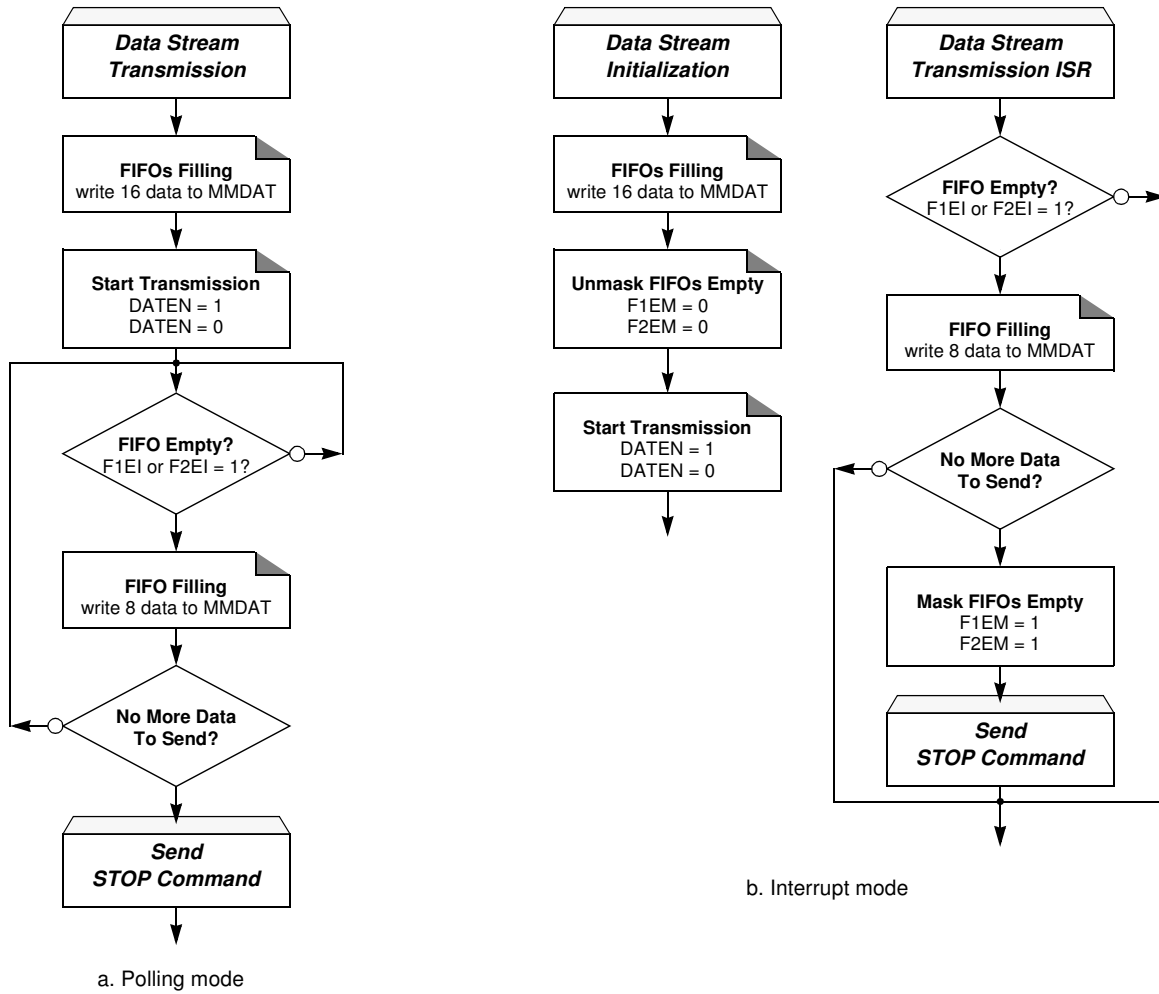 Data Stream
Transmission
FIFOs Filling
write 16 data to MMDAT
Start Transmission
DATEN = 1
DATEN = 0
FIFO Empty?
F1EI or F2EI = 1?
FIFO Filling
write 8 data to MMDAT
No More Data
To Send?
Send
STOP Command
a. Polling mode
Data Stream
Initialization
FIFOs Filling
write 16 data to MMDAT
Unmask FIFOs Empty
F1EM = 0
F2EM = 0
Start Transmission
DATEN = 1
DATEN = 0
Data Stream
Transmission ISR
FIFO Empty?
F1EI or F2EI = 1?
FIFO Filling
write 8 data to MMDAT
No More Data
To Send?
Mask FIFOs Empty
F1EM = 1
F2EM = 1
Send
STOP Command
b. Interrupt mode